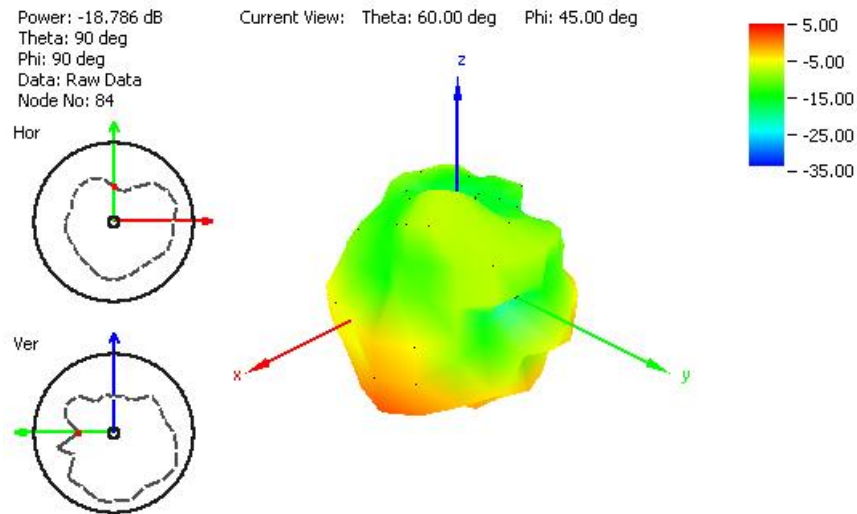 Power: -18.786 dB
Theta: 90 deg
Phi: 90 deg
Data: Raw Data
Node No: 84
Current View: Theta: 60.00 deg Phi: 45.00 deg
5.00
-5.00
-15.00
-25.00
-35.00
Hor
Ver
z
x
y